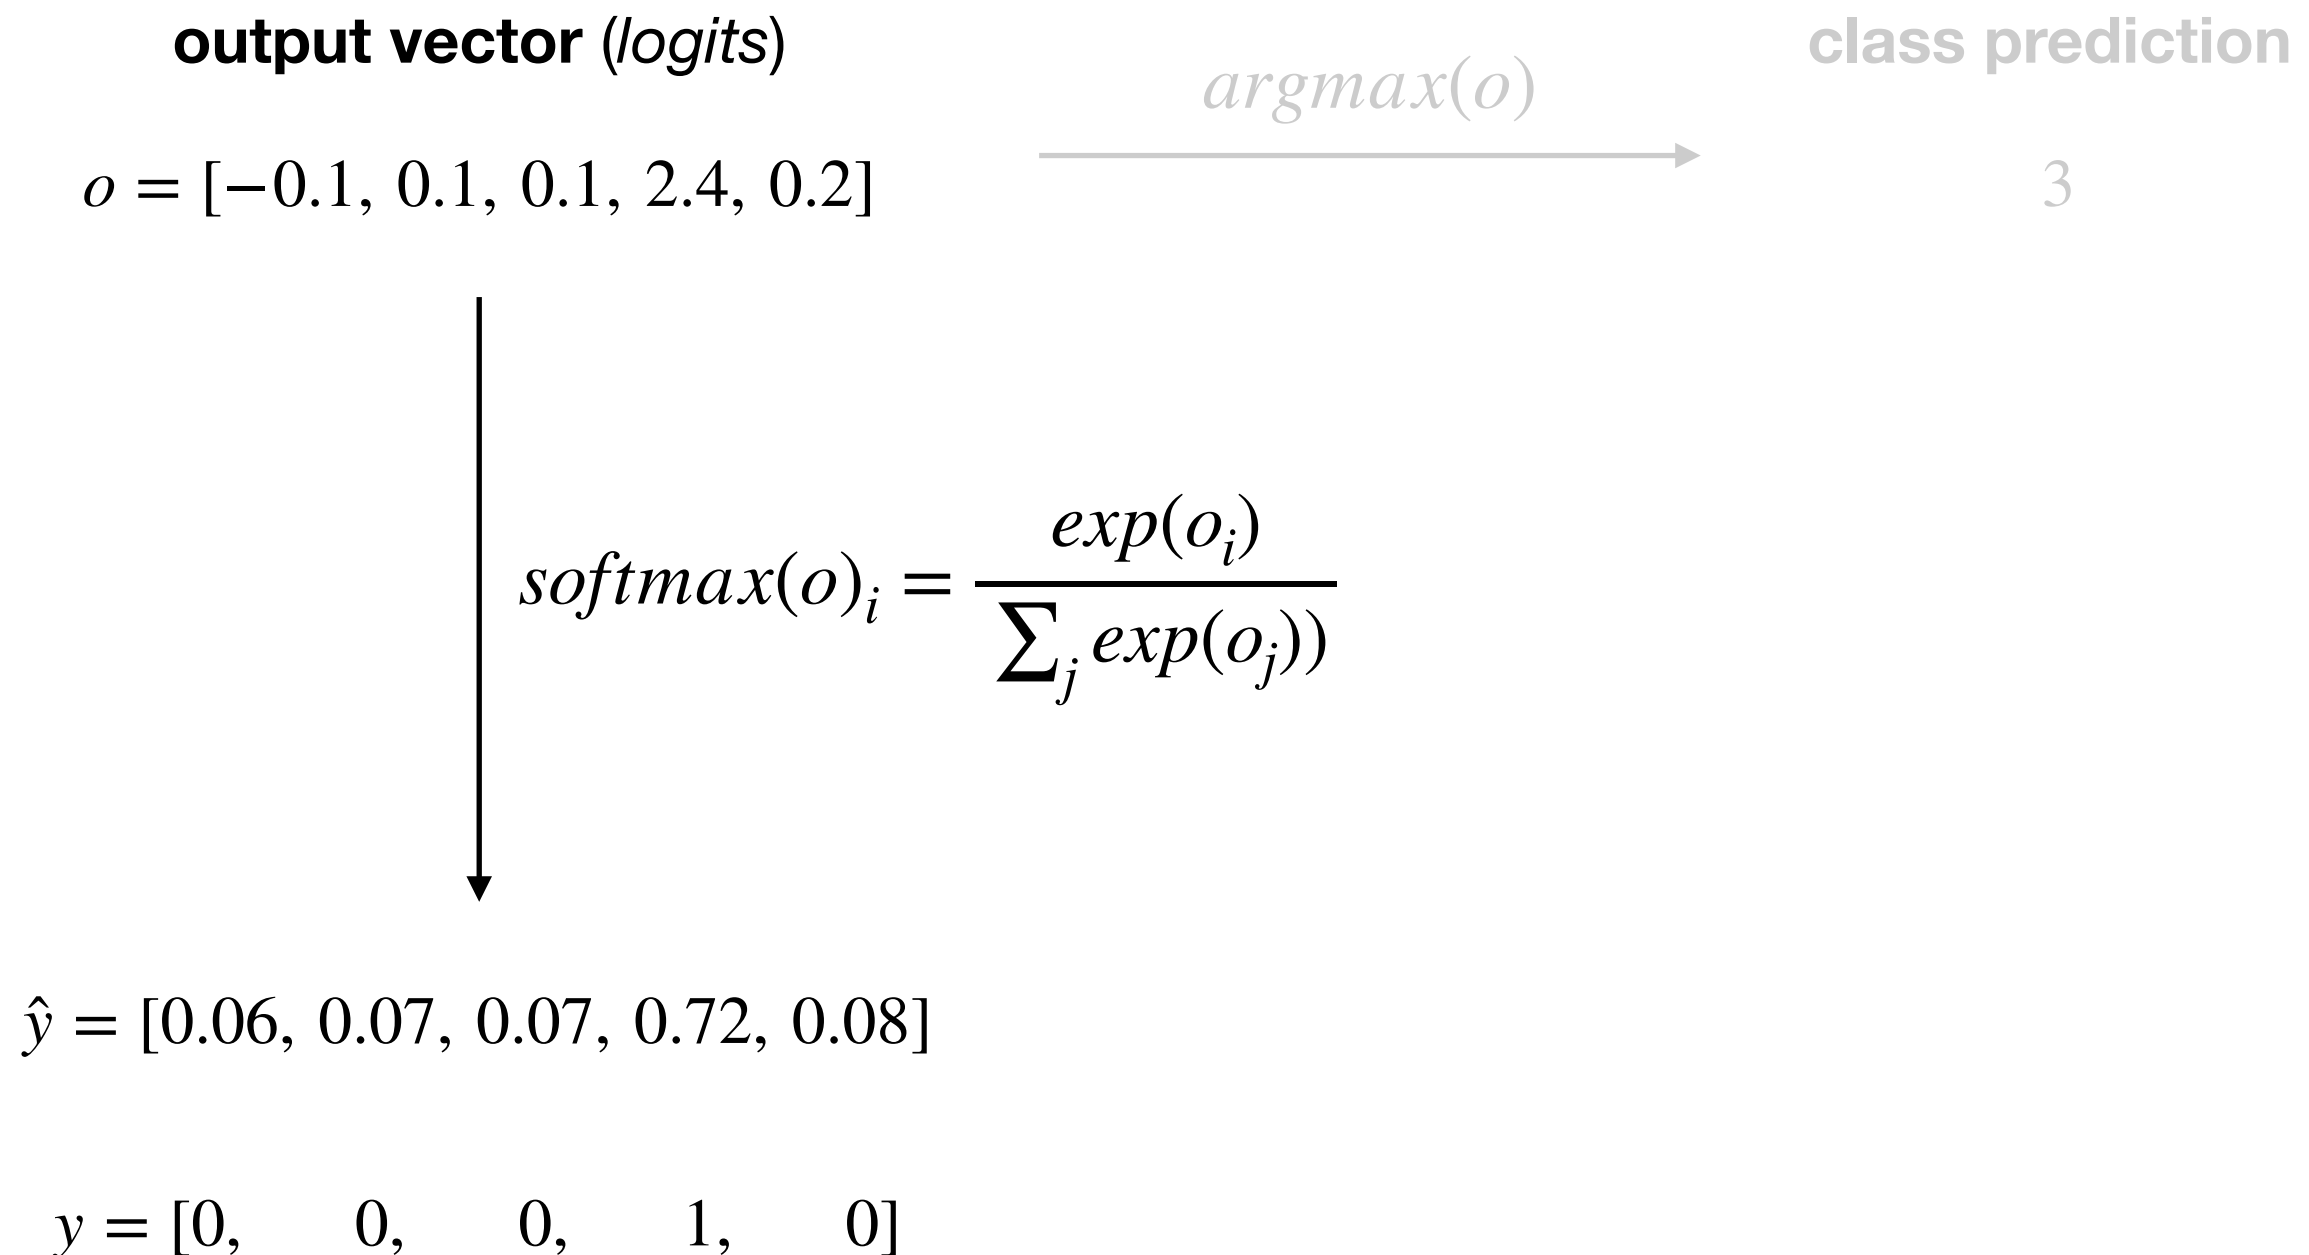 output vector (logits)
class prediction
argmax(o)
o = [−0.1, 0.1, 0.1, 2.4, 0.2]
3
softmax(o)_i = exp(o_i) / ∑_j exp(o_j))
ŷ = [0.06, 0.07, 0.07, 0.72, 0.08]
y = [0, 0, 0, 1, 0]